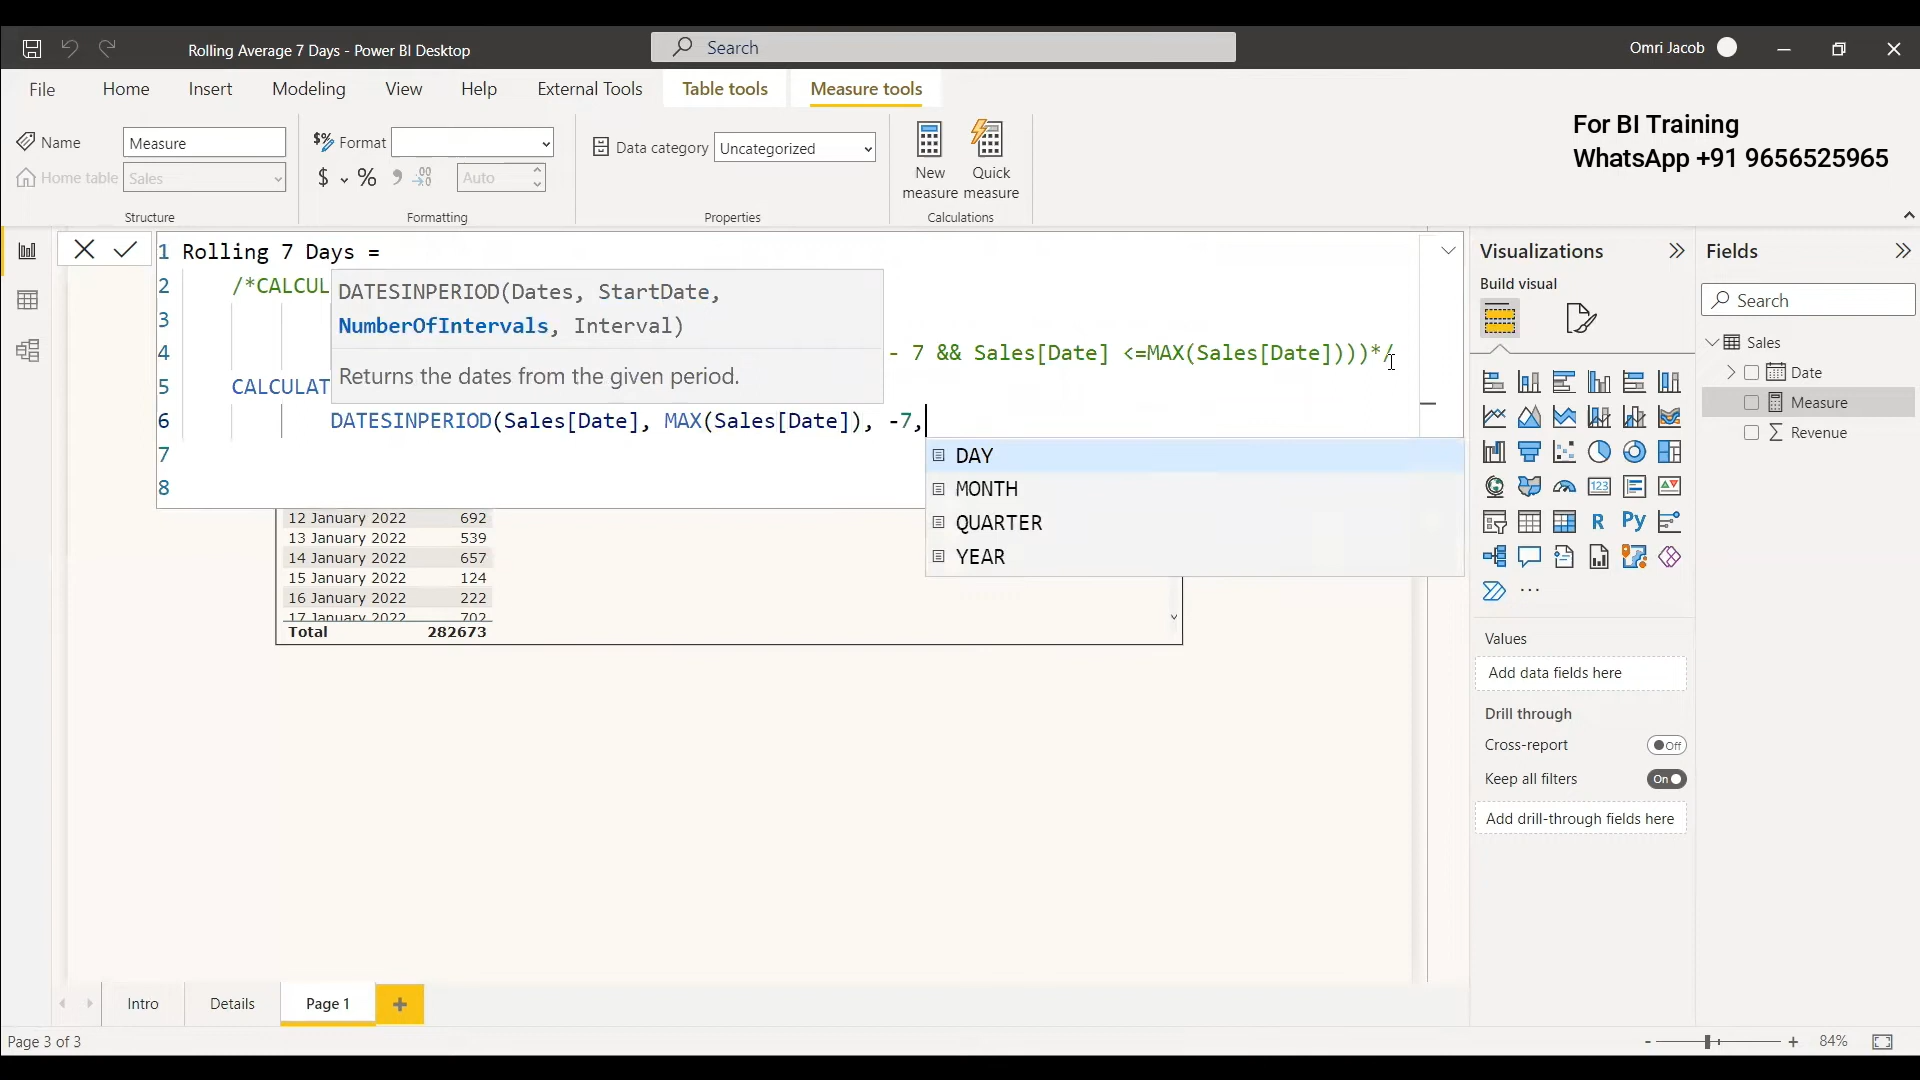 Rolling Average 7 Days - Power BI Desktop
Search
Omri Jacob
File
Home
Insert
Modeling
View
Help
External Tools
Table tools
Measure tools
For BI Training
WhatsApp +91 9656525965
Name
Measure
Home table
Sales
Structure
Format
$ % 9 .00
Auto
Formatting
Data category
Uncategorized
Properties
New measure
Quick measure
Calculations
1 Rolling 7 Days =
2 /*CALCUL
3
4 - 7 && Sales[Date] <=MAX(Sales[Date])))*/
5 CALCULAT
6 DATESINPERIOD(Sales[Date], MAX(Sales[Date]), -7,
7
8
DATESINPERIOD(Dates, StartDate,
NumberOfIntervals, Interval)
Returns the dates from the given period.
DAY
MONTH
QUARTER
YEAR
12 January 2022 692
13 January 2022 539
14 January 2022 657
15 January 2022 124
16 January 2022 222
17 January 2022 702
Total 282673
Visualizations
Build visual
123
R
Py
...
Values
Add data fields here
Drill through
Cross-report
Off
Keep all filters
On
Add drill-through fields here
Fields
Search
Sales
Date
Measure
Revenue
Intro
Details
Page 1
+
Page 3 of 3
- + 84%